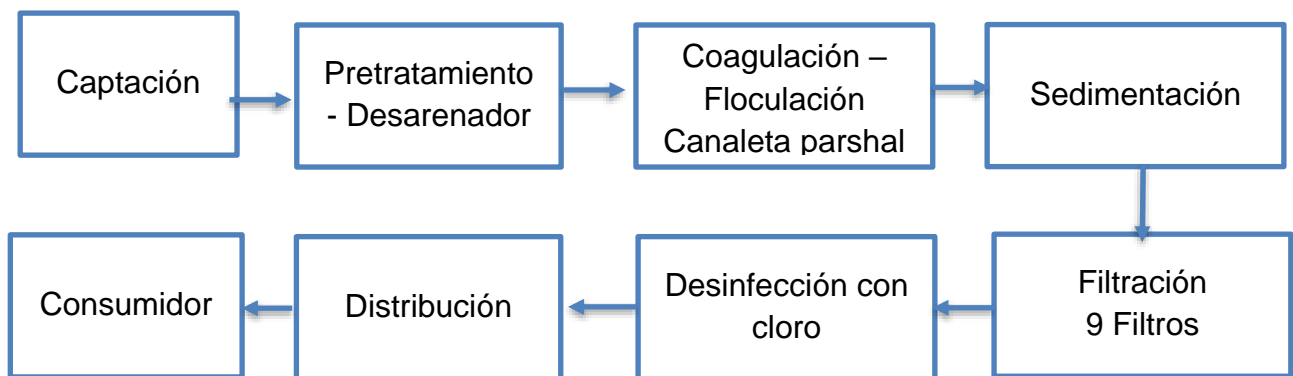 Captación
Pretratamiento
- Desarenador
Coagulación –
Floculación
Canaleta parshal
Sedimentación
Filtración
9 Filtros
Desinfección con
cloro
Distribución
Consumidor